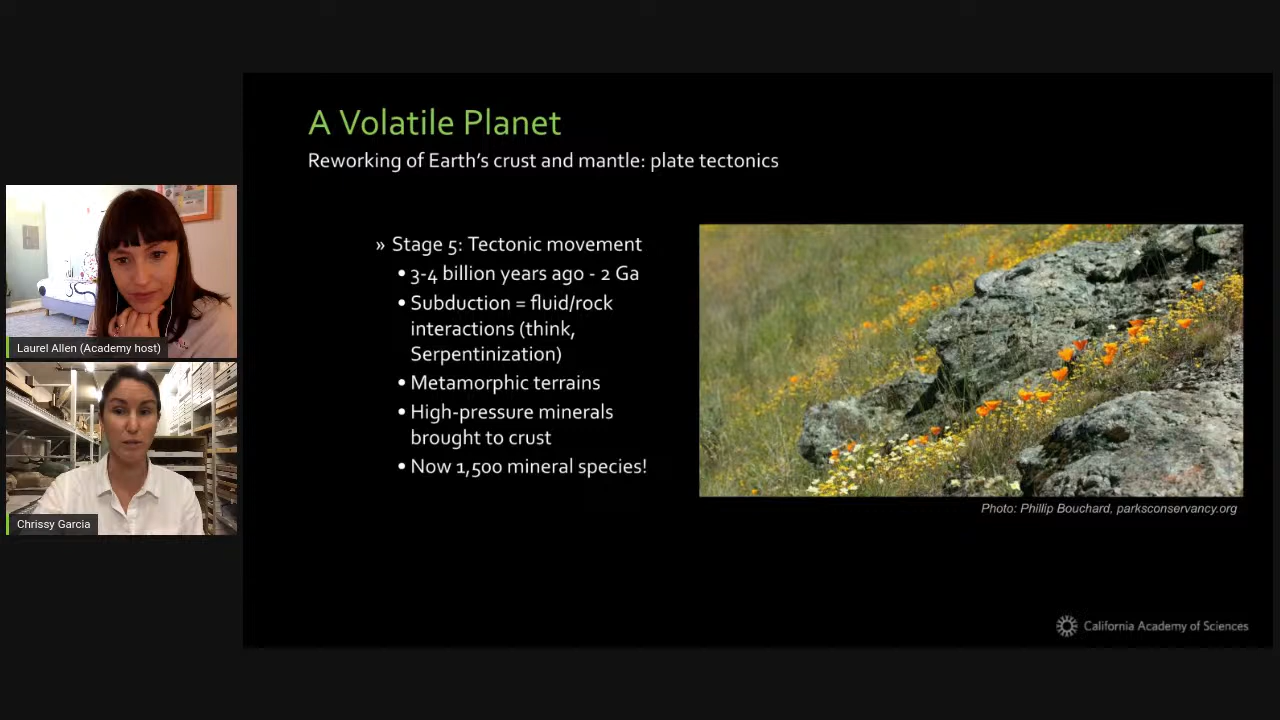 A Volatile Planet
Reworking of Earth's crust and mantle: plate tectonics
» Stage 5: Tectonic movement
• 3-4 billion years ago - 2 Ga
• Subduction = fluid/rock
interactions (think,
Serpentinization)
• Metamorphic terrains
• High-pressure minerals
brought to crust
• Now 1,500 mineral species!
Photo: Phillip Bouchard, parksconservancy.org
California Academy of Sciences
Laurel Allen (Academy host)
Chrissy Garcia